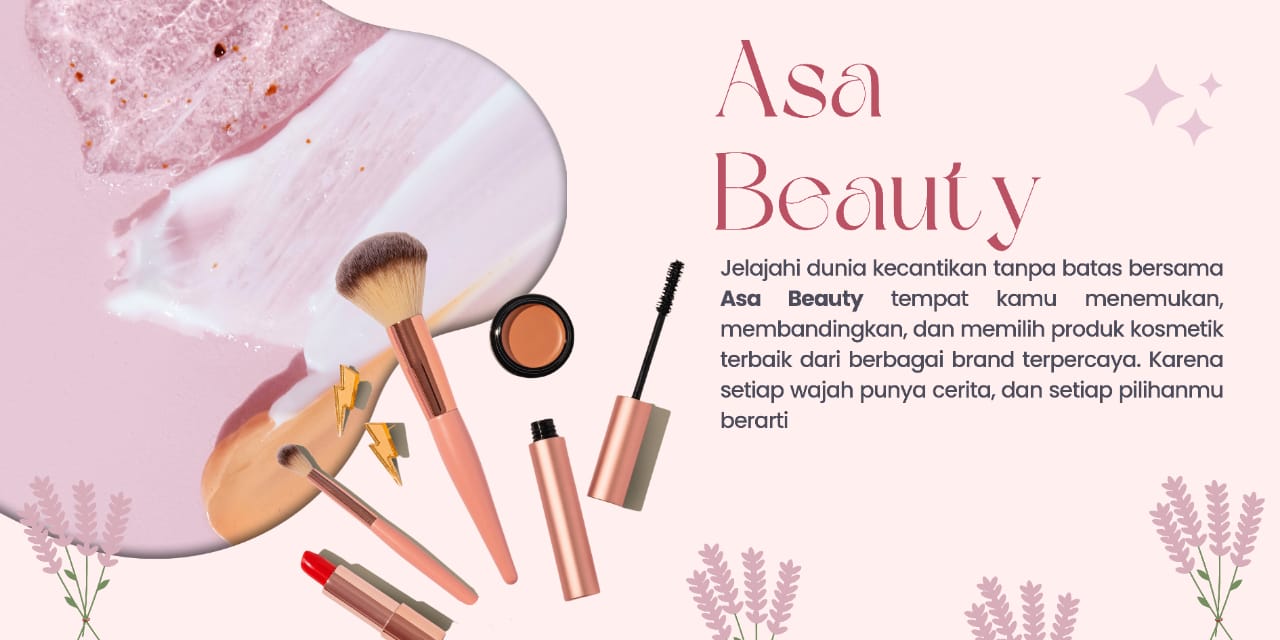 Asa
Beauty
Jelajahi dunia kecantikan tanpa batas bersama
Asa Beauty tempat kamu menemukan,
membandingkan, dan memilih produk kosmetik
terbaik dari berbagai brand terpercaya. Karena
setiap wajah punya cerita, dan setiap pilihanmu
berarti